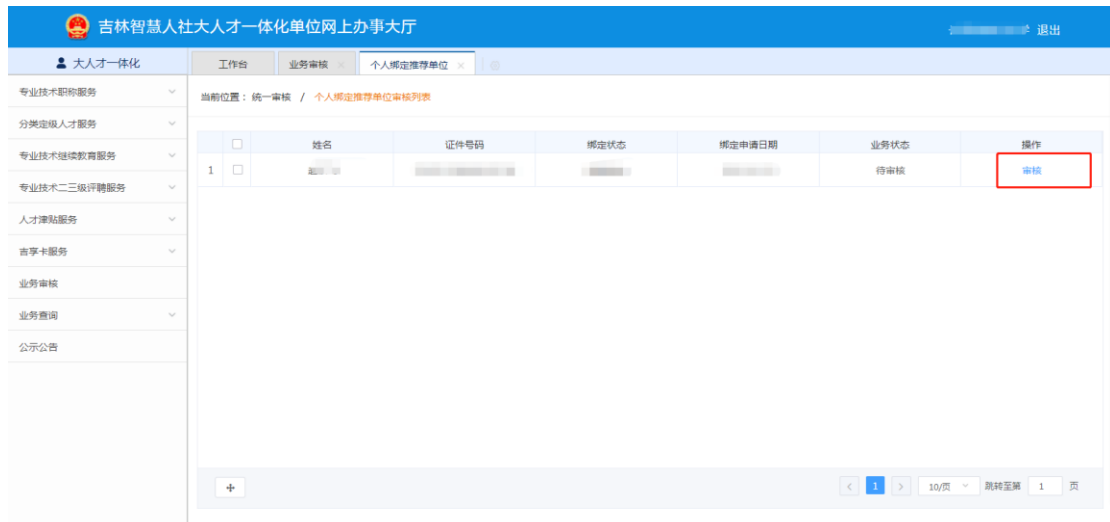 吉林智慧人社大人才一体化单位网上办事大厅 退出
大人才一体化 工作台 业务审核 个人绑定推荐单位
专业技术职称服务
当前位置：统一审核 / 个人绑定推荐单位审核列表
分类定级人才服务
姓名 证件号码 绑定状态 绑定申请日期 业务状态 操作
专业技术继续教育服务
1 待审核 审核
专业技术二三级评聘服务
人才津贴服务
吉享卡服务
业务审核
业务查询
公示公告
1 10/页 跳转至第 1 页